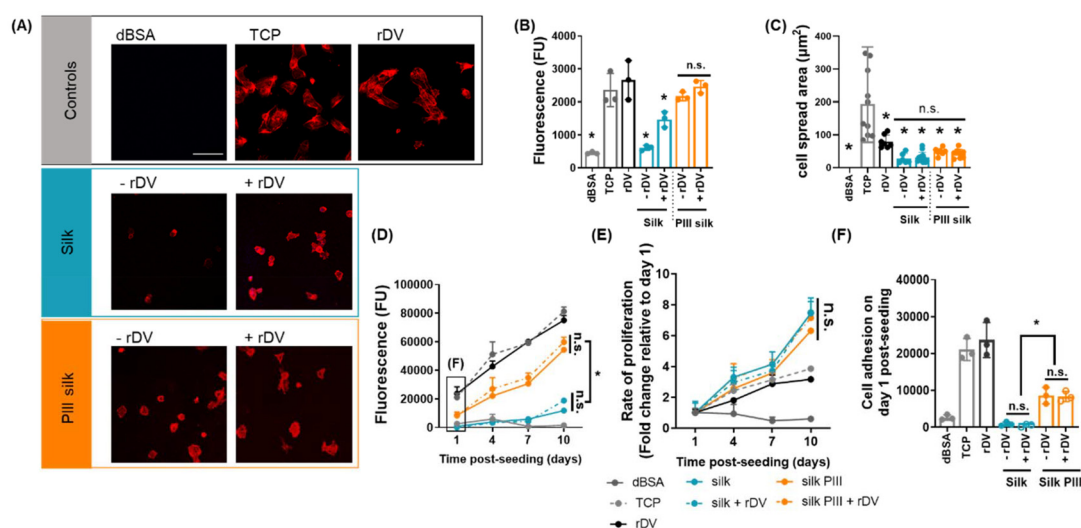 (A)
Controls
dBSA
TCP
rDV
Silk
- rDV
+ rDV
PIII silk
- rDV
+ rDV
(B)
Fluorescence (FU)
4000
3000
2000
1000
0
*
*
*
n.s.
dBSA
TCP
rDV
- rDV
+ rDV
- rDV
+ rDV
Silk
PIII silk
(C)
cell spread area (µm²)
400
300
200
100
0
n.s.
*
*
*
*
*
*
dBSA
TCP
rDV
- rDV
+ rDV
- rDV
+ rDV
Silk
PIII silk
(D)
Fluorescence (FU)
100000
80000
60000
40000
20000
0
(F)
n.s.
*
n.s.
1 4 7 10
Time post-seeding (days)
(E)
Rate of proliferation
(Fold change relative to day 1)
10
8
6
4
2
0
n.s.
1 4 7 10
Time post-seeding (days)
dBSA
TCP
rDV
silk
silk + rDV
silk PIII
silk PIII + rDV
(F)
Cell adhesion on
day 1 post-seeding
40000
30000
20000
10000
0
*
n.s.
n.s.
dBSA
TCP
rDV
- rDV
+ rDV
- rDV
+ rDV
Silk
Silk PIII